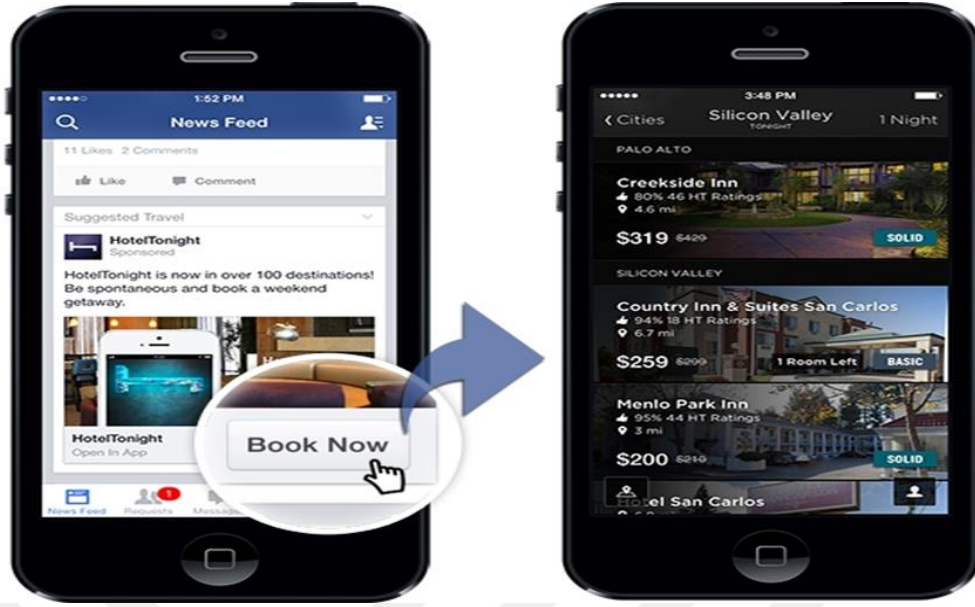 1:52 PM
News Feed
11 Likes 2 Comments
Like Comment
Suggested Travel
HotelTonight
Sponsored
HotelTonight is now in over 100 destinations!
Be spontaneous and book a weekend
getaway.
HotelTonight
Open In App
Book Now
1
News Feed Requests
3:48 PM
Cities Silicon Valley 1 Night
TONIGHT
PALO ALTO
Creekside Inn
80% 46 HT Ratings
4.6 mi
$319 $429 SOLID
SILICON VALLEY
Country Inn & Suites San Carlos
94% 18 HT Ratings
6.7 mi
$259 $299 1 Room Left BASIC
Menlo Park Inn
95% 44 HT Ratings
3 mi
$200 $210 SOLID
San Carlos